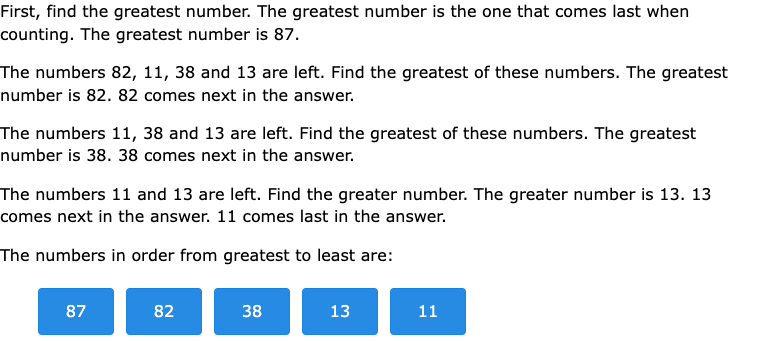 First, find the greatest number. The greatest number is the one that comes last when
counting. The greatest number is 87.
The numbers 82, 11, 38 and 13 are left. Find the greatest of these numbers. The greatest
number is 82. 82 comes next in the answer.
The numbers 11, 38 and 13 are left. Find the greatest of these numbers. The greatest
number is 38. 38 comes next in the answer.
The numbers 11 and 13 are left. Find the greater number. The greater number is 13. 13
comes next in the answer. 11 comes last in the answer.
The numbers in order from greatest to least are:
87 82 38 13 11